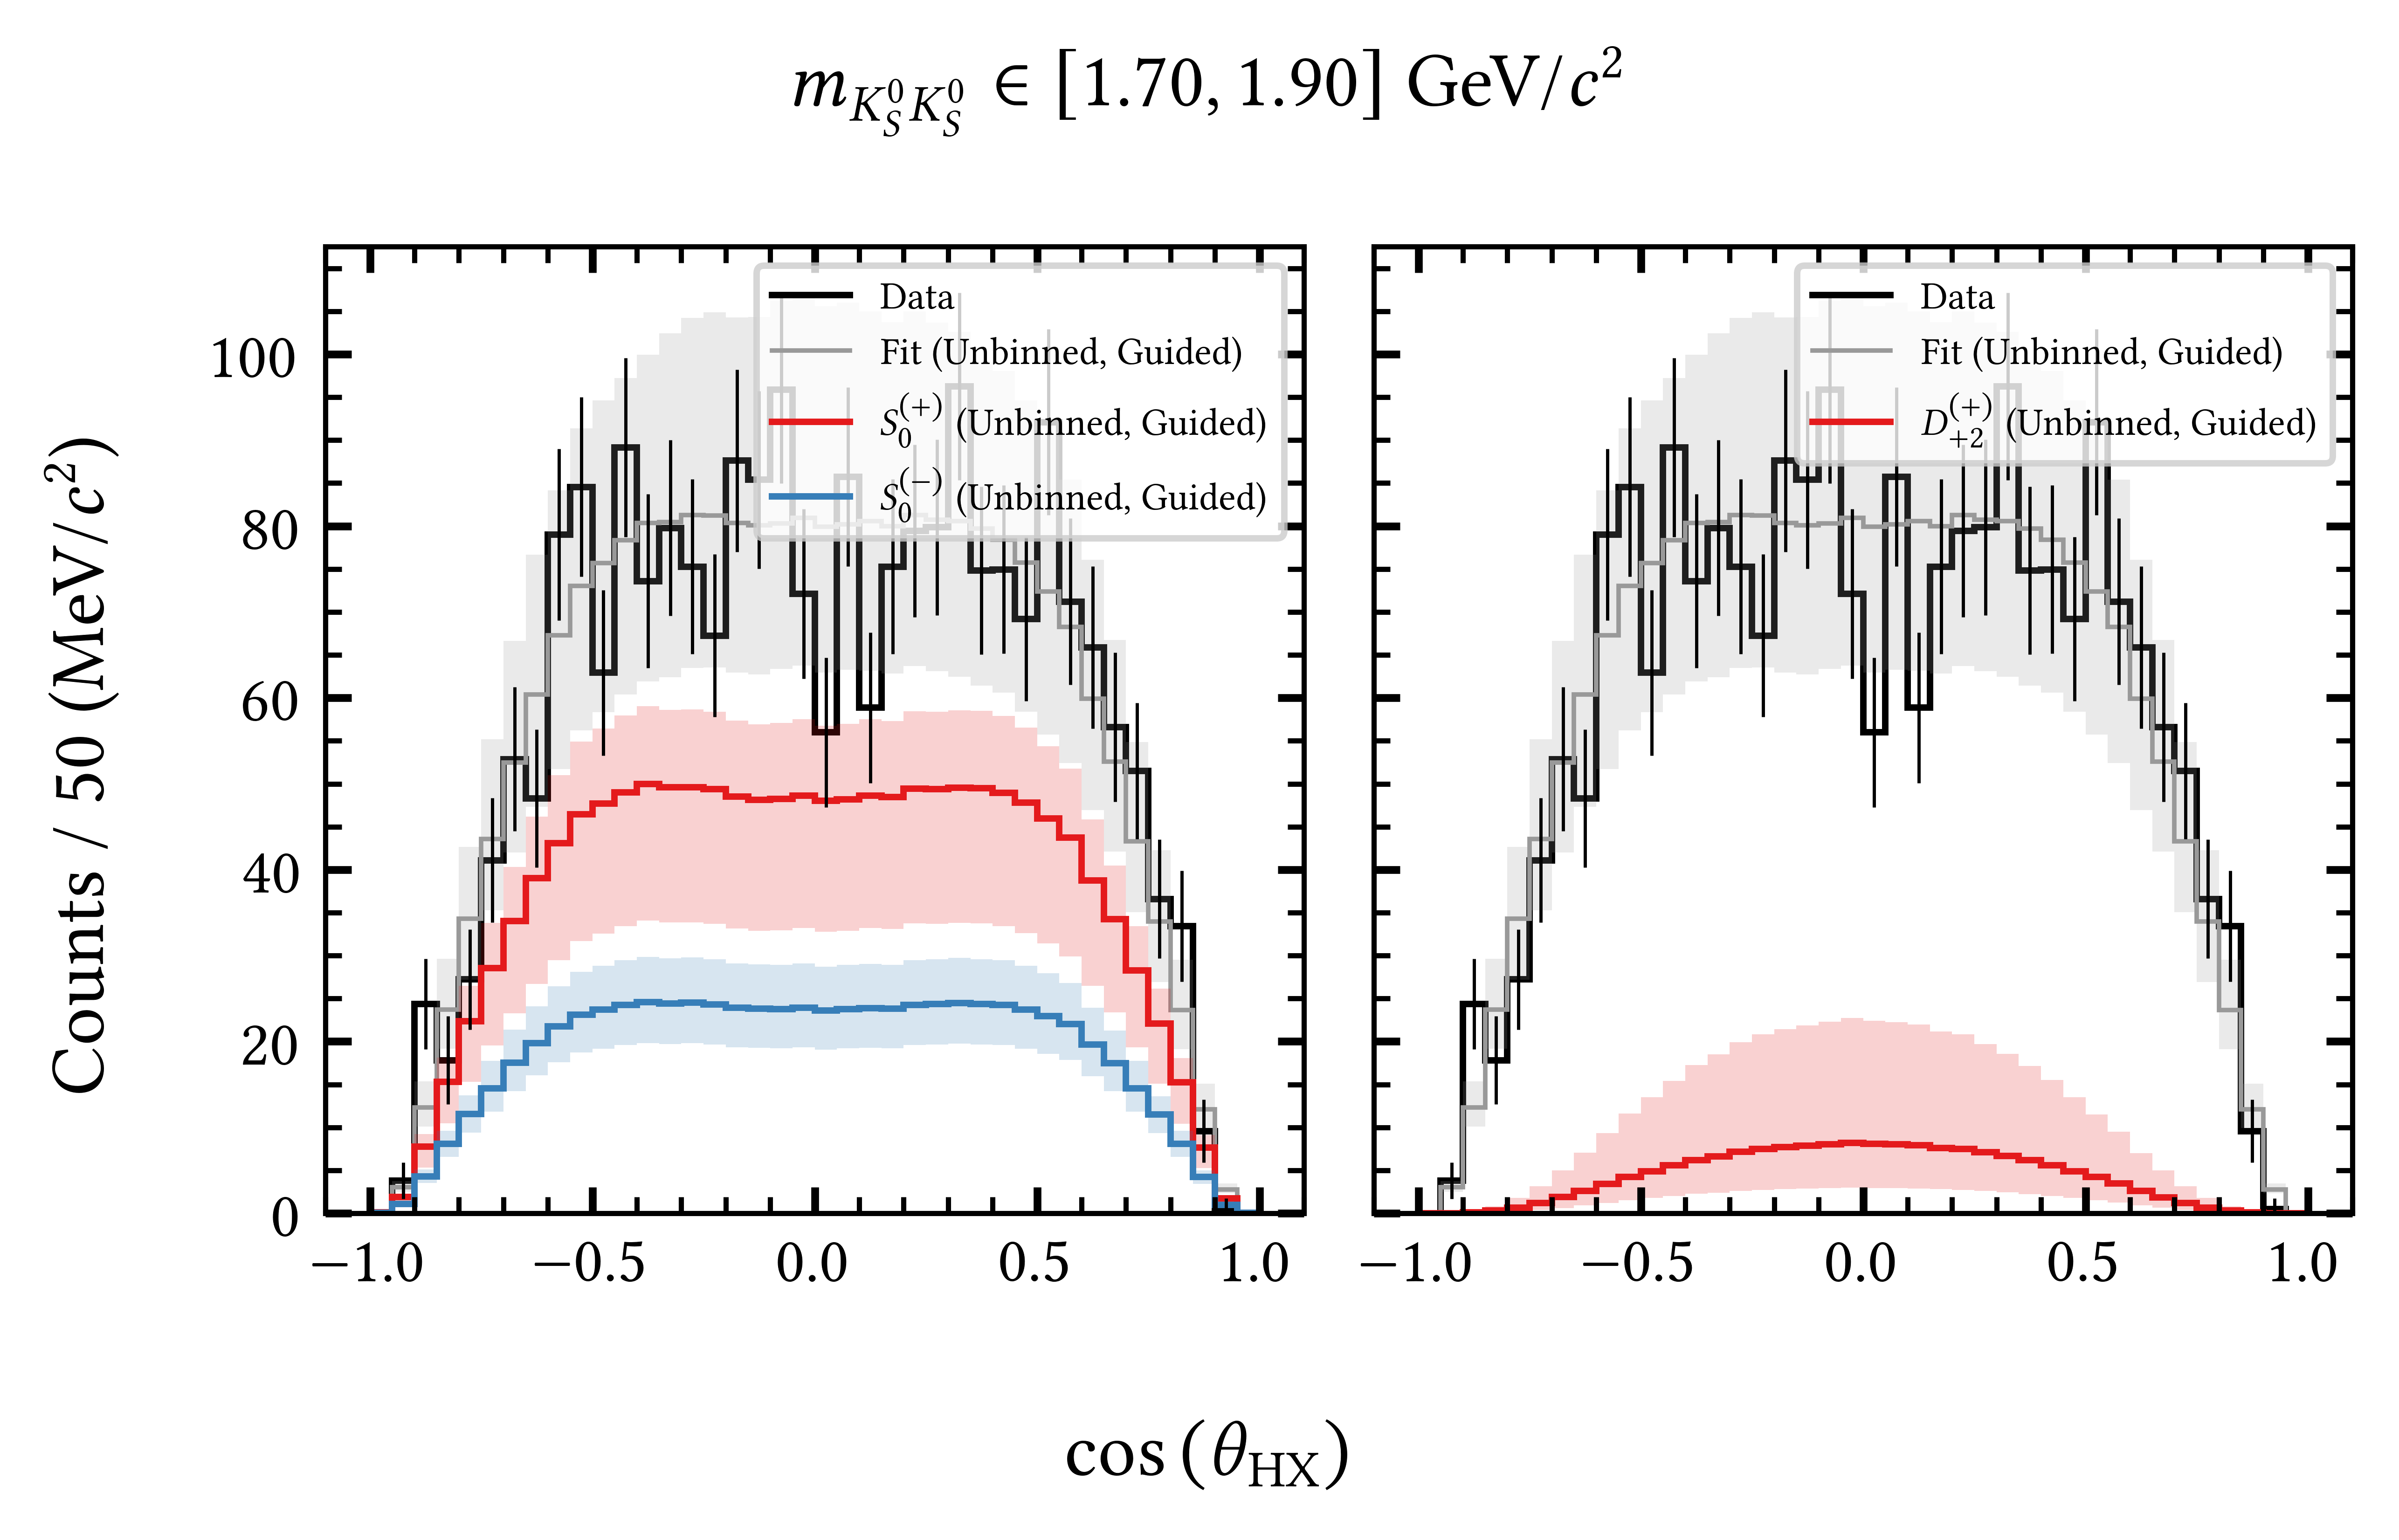 m_{K_S^0 K_S^0} ∈ [1.70, 1.90] GeV/c²
Counts / 50 (MeV/c²)
100
80
60
40
20
0
Data
Fit (Unbinned, Guided)
S_0^{(+)} (Unbinned, Guided)
S_0^{(−)} (Unbinned, Guided)
−1.0 −0.5 0.0 0.5 1.0
Data
Fit (Unbinned, Guided)
D_{+2}^{(+)} (Unbinned, Guided)
−1.0 −0.5 0.0 0.5 1.0
cos (θ_{HX})